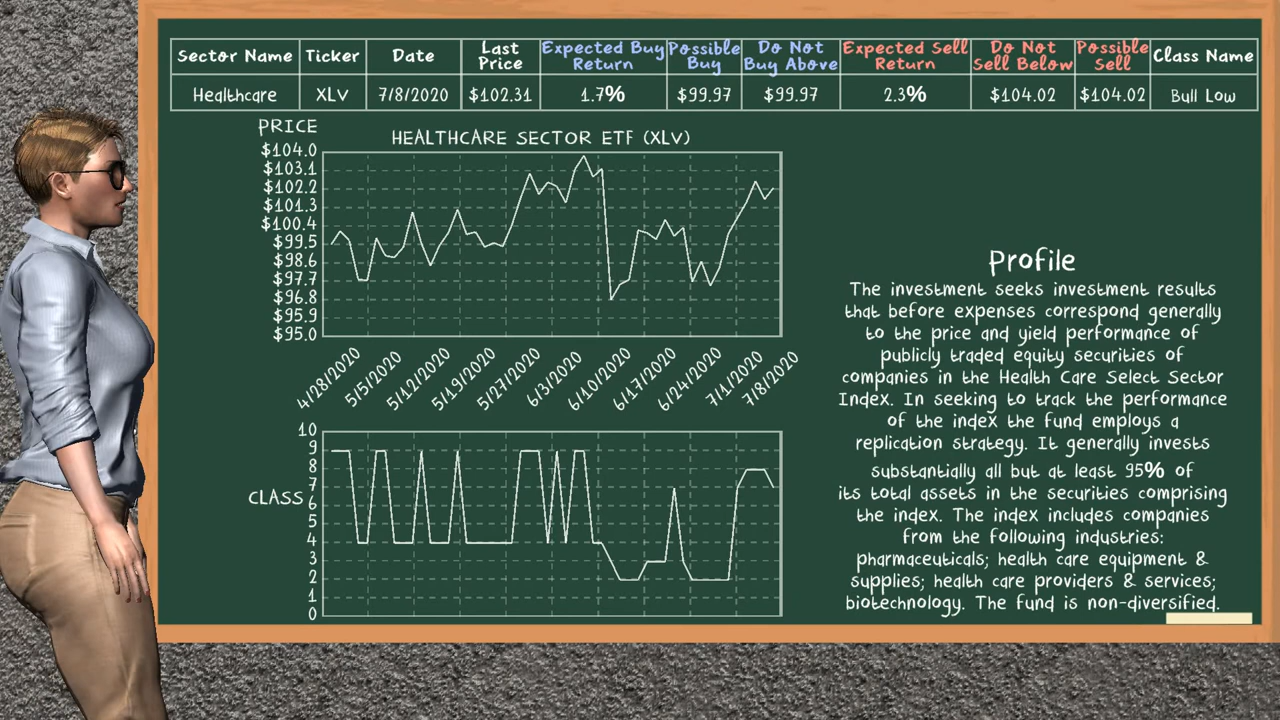 Sector Name Ticker Date Last Price Expected Buy Return Possible Buy Do Not Buy Above Expected Sell Return Do Not Sell Below Possible Sell Class Name
Healthcare XLV 7/8/2020 $102.31 1.7% $99.97 $99.97 2.3% $104.02 $104.02 Bull Low
PRICE
HEALTHCARE SECTOR ETF (XLV)
$104.0
$103.1
$102.2
$101.3
$100.4
$99.5
$98.6
$97.7
$96.8
$95.9
$95.0
4/28/2020 5/5/2020 5/12/2020 5/19/2020 5/27/2020 6/3/2020 6/10/2020 6/17/2020 6/24/2020 7/1/2020 7/8/2020
10
9
8
7
CLASS
6
5
4
3
2
1
0
Profile
The investment seeks investment results
that before expenses correspond generally
to the price and yield performance of
publicly traded equity securities of
companies in the Health Care Select Sector
Index. In seeking to track the performance
of the index the fund employs a
replication strategy. It generally invests
substantially all but at least 95% of
its total assets in the securities comprising
the index. The index includes companies
from the following industries:
pharmaceuticals; health care equipment &
supplies; health care providers & services;
biotechnology. The fund is non-diversified.